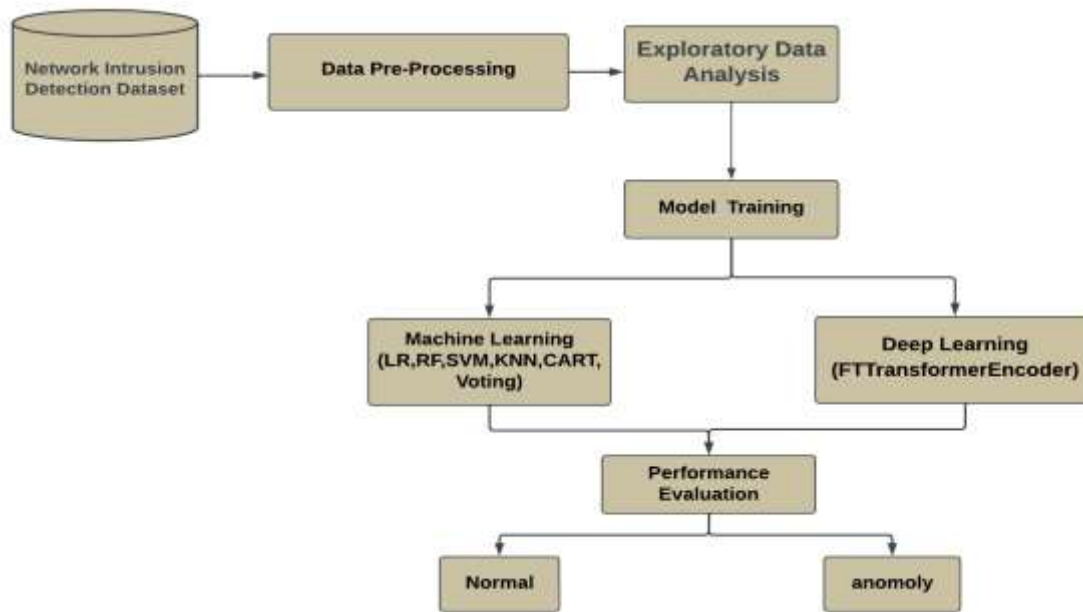 Network Intrusion
Detection Dataset
Data Pre-Processing
Exploratory Data
Analysis
Model Training
Machine Learning
(LR,RF,SVM,KNN,CART,
Voting)
Deep Learning
(FTTransformerEncoder)
Performance
Evaluation
Normal
anomoly